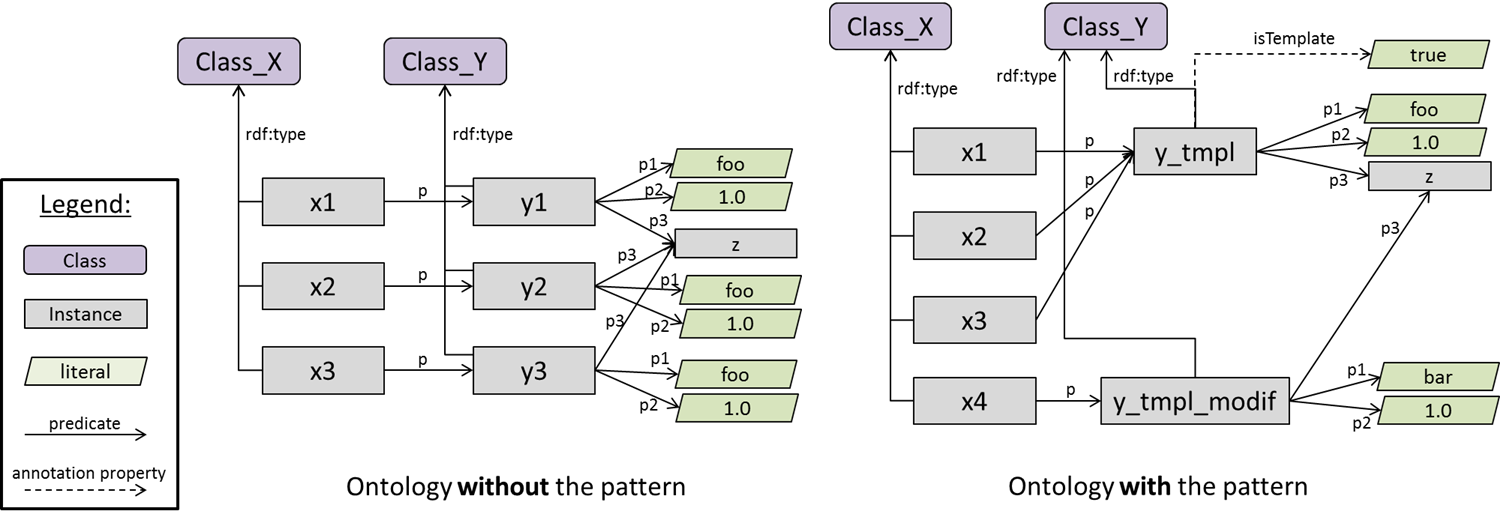 Legend:
Class
Instance
literal
predicate
annotation property
Class_X
Class_Y
rdf:type
rdf:type
x1
p
y1
p1
foo
p2
1.0
p3
z
x2
p
y2
p3
p1
foo
p2
1.0
x3
p
y3
p3
p1
foo
p2
1.0
Ontology without the pattern
Class_X
Class_Y
isTemplate
true
rdf:type
rdf:type
rdf:type
x1
p
y_tmpl
p1
foo
p2
1.0
p3
z
x2
p
x3
p
p3
x4
p
y_tmpl_modif
p1
bar
p2
1.0
Ontology with the pattern